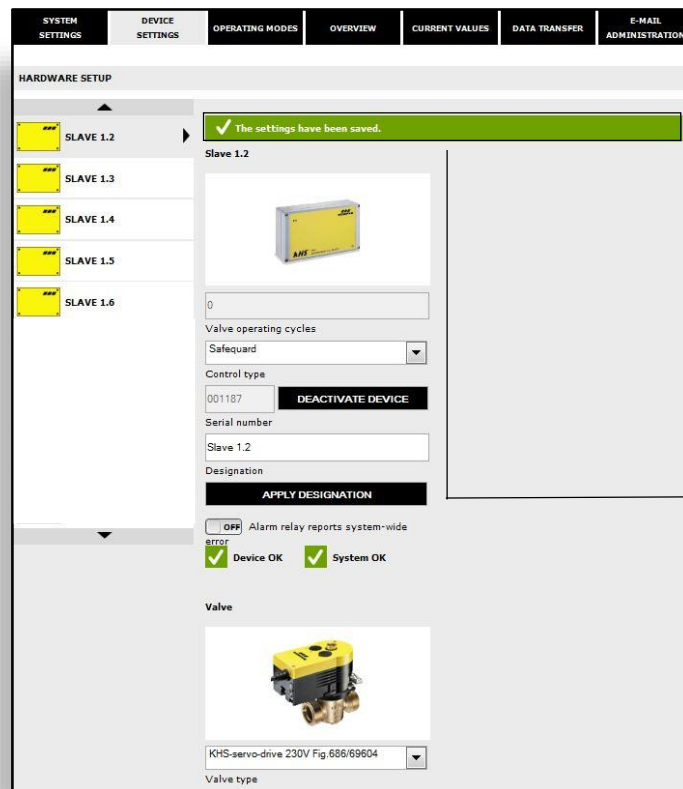 SYSTEM SETTINGS
DEVICE SETTINGS
OPERATING MODES
OVERVIEW
CURRENT VALUES
DATA TRANSFER
E-MAIL ADMINISTRATION
HARDWARE SETUP
SLAVE 1.2
SLAVE 1.3
SLAVE 1.4
SLAVE 1.5
SLAVE 1.6
The settings have been saved.
Slave 1.2
KHS
0
Valve operating cycles
Safequard
Control type
001187
DEACTIVATE DEVICE
Serial number
Slave 1.2
Designation
APPLY DESIGNATION
OFF Alarm relay reports system-wide
error
Device OK
System OK
Valve
KHS-servo-drive 230V Fig.686/69604
Valve type